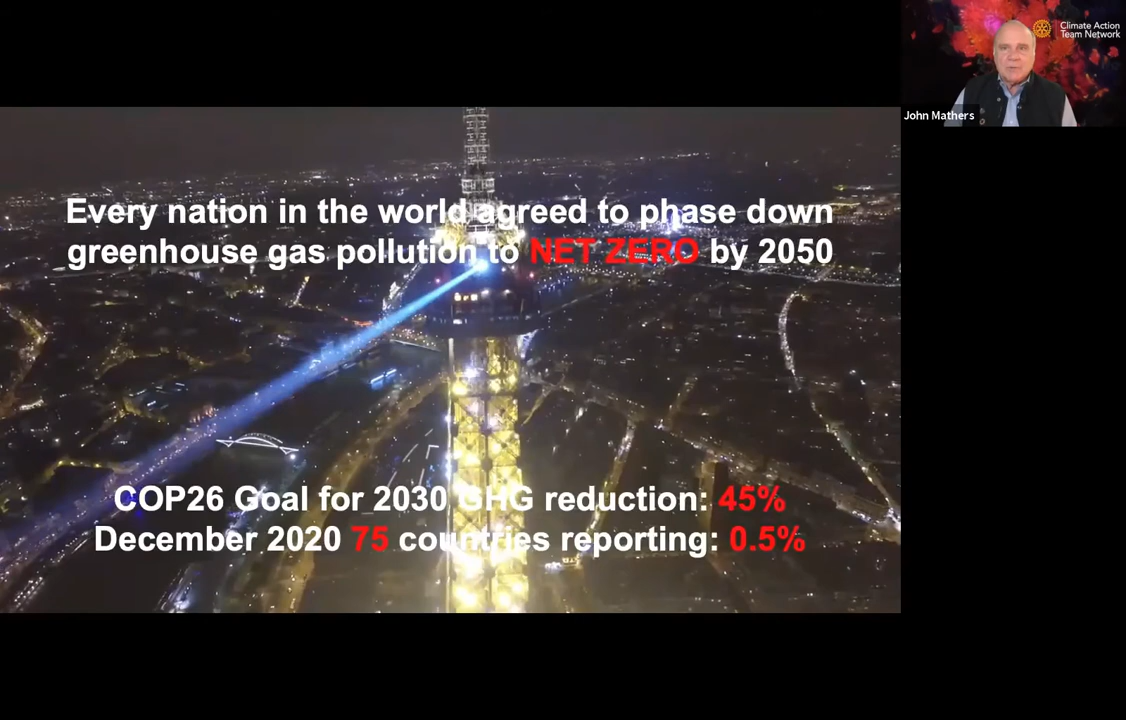 Every nation in the world agreed to phase down
greenhouse gas pollution to NET ZERO by 2050
COP26 Goal for 2030 GHG reduction: 45%
December 2020 75 countries reporting: 0.5%
Climate Action
Team Network
John Mathers